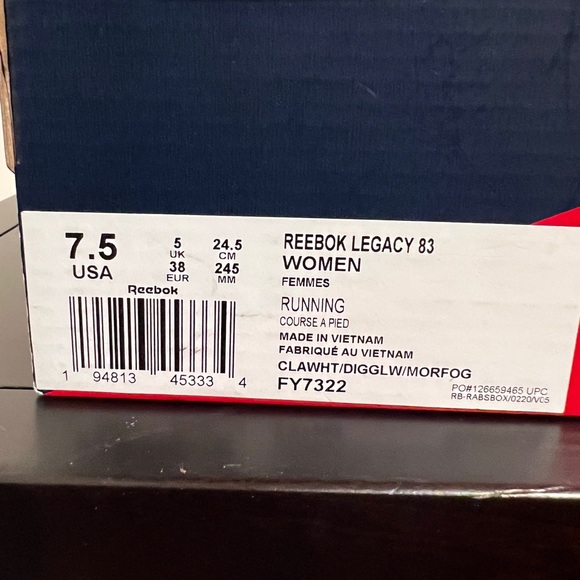 7.5
USA
5
UK
38
EUR
24.5
CM
245
MM
Reebok
1 94813 45333 4
REEBOK LEGACY 83
WOMEN
FEMMES
RUNNING
COURSE A PIED
MADE IN VIETNAM
FABRIQUÉ AU VIETNAM
CLAWHT/DIGGLW/MORFOG
FY7322
PO#126659465 UPC
RB-RABSBOX/0220/V05